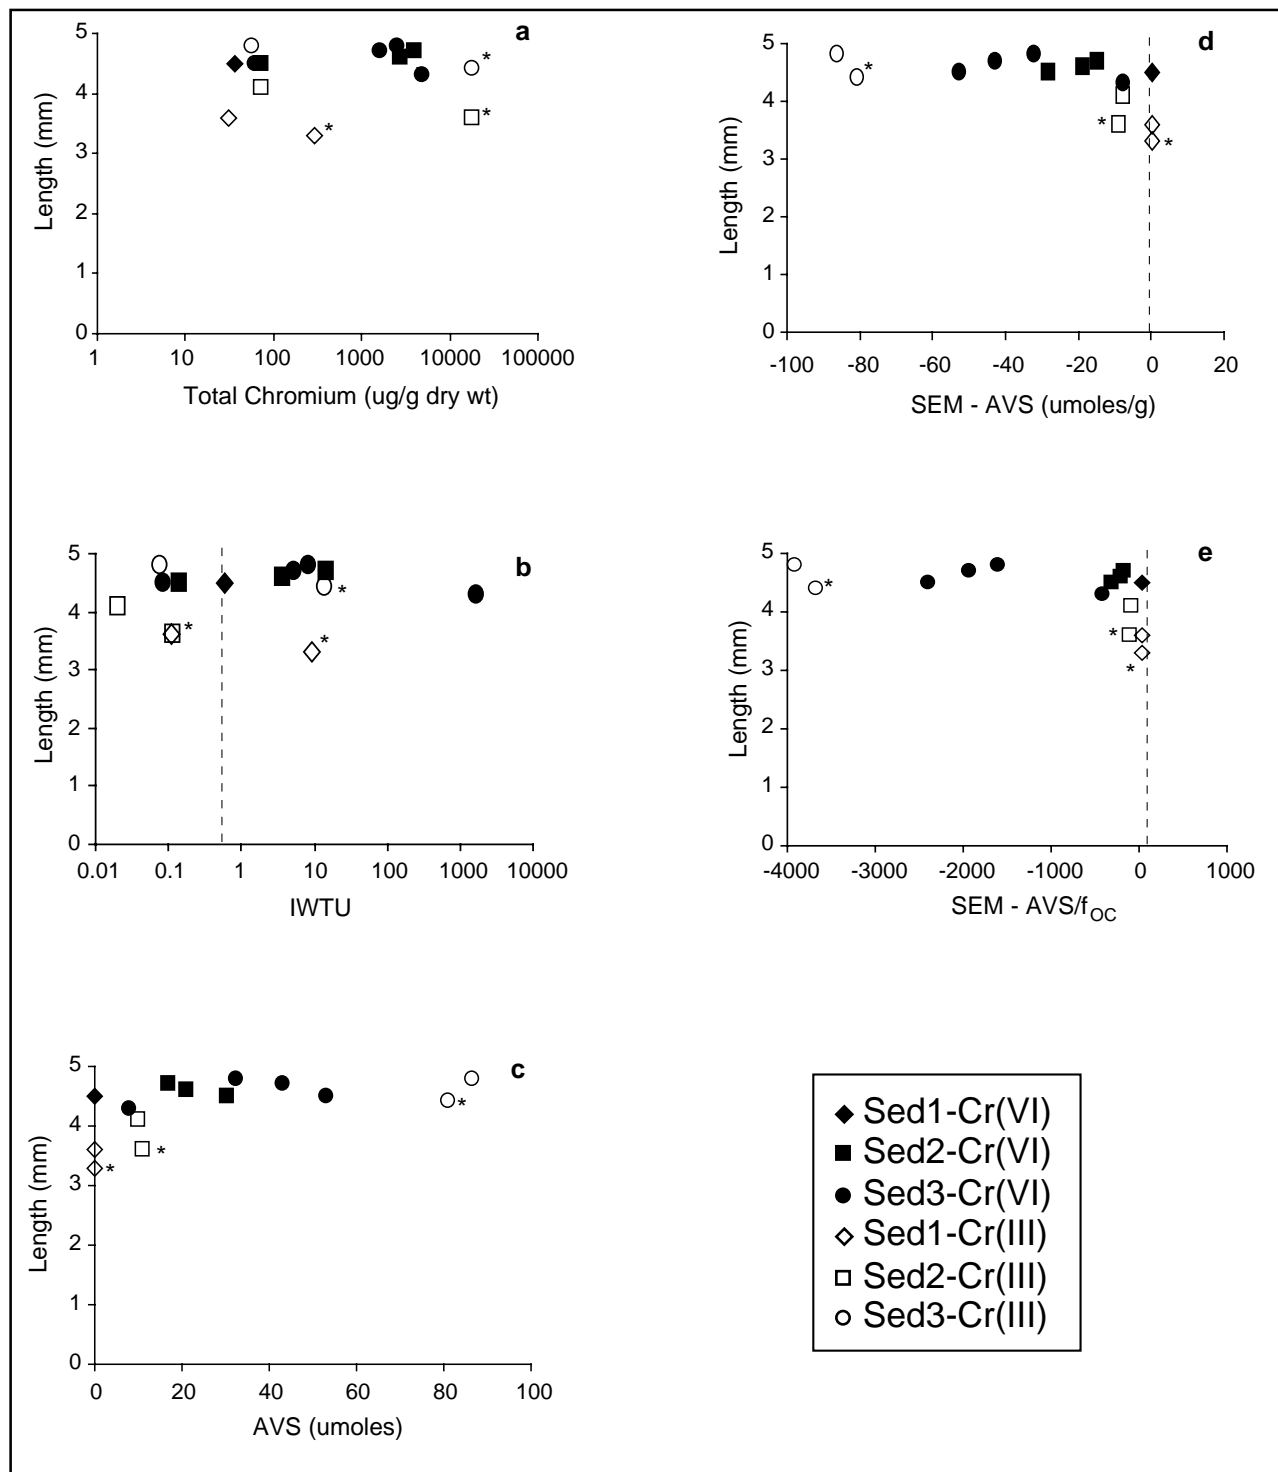 a
5
4
3
2
1
0
Length (mm)
1 10 100 1000 10000 100000
Total Chromium (ug/g dry wt)
* * * *
d
5
4
3
2
1
0
Length (mm)
-100 -80 -60 -40 -20 0 20
SEM - AVS (umoles/g)
* * *
b
5
4
3
2
1
0
Length (mm)
0.01 0.1 1 10 100 1000 10000
IWTU
* * *
e
5
4
3
2
1
0
Length (mm)
-4000 -3000 -2000 -1000 0 1000
SEM - AVS/fOC
* * *
c
5
4
3
2
1
0
Length (mm)
0 20 40 60 80 100
AVS (umoles)
* * *
Sed1-Cr(VI)
Sed2-Cr(VI)
Sed3-Cr(VI)
Sed1-Cr(III)
Sed2-Cr(III)
Sed3-Cr(III)